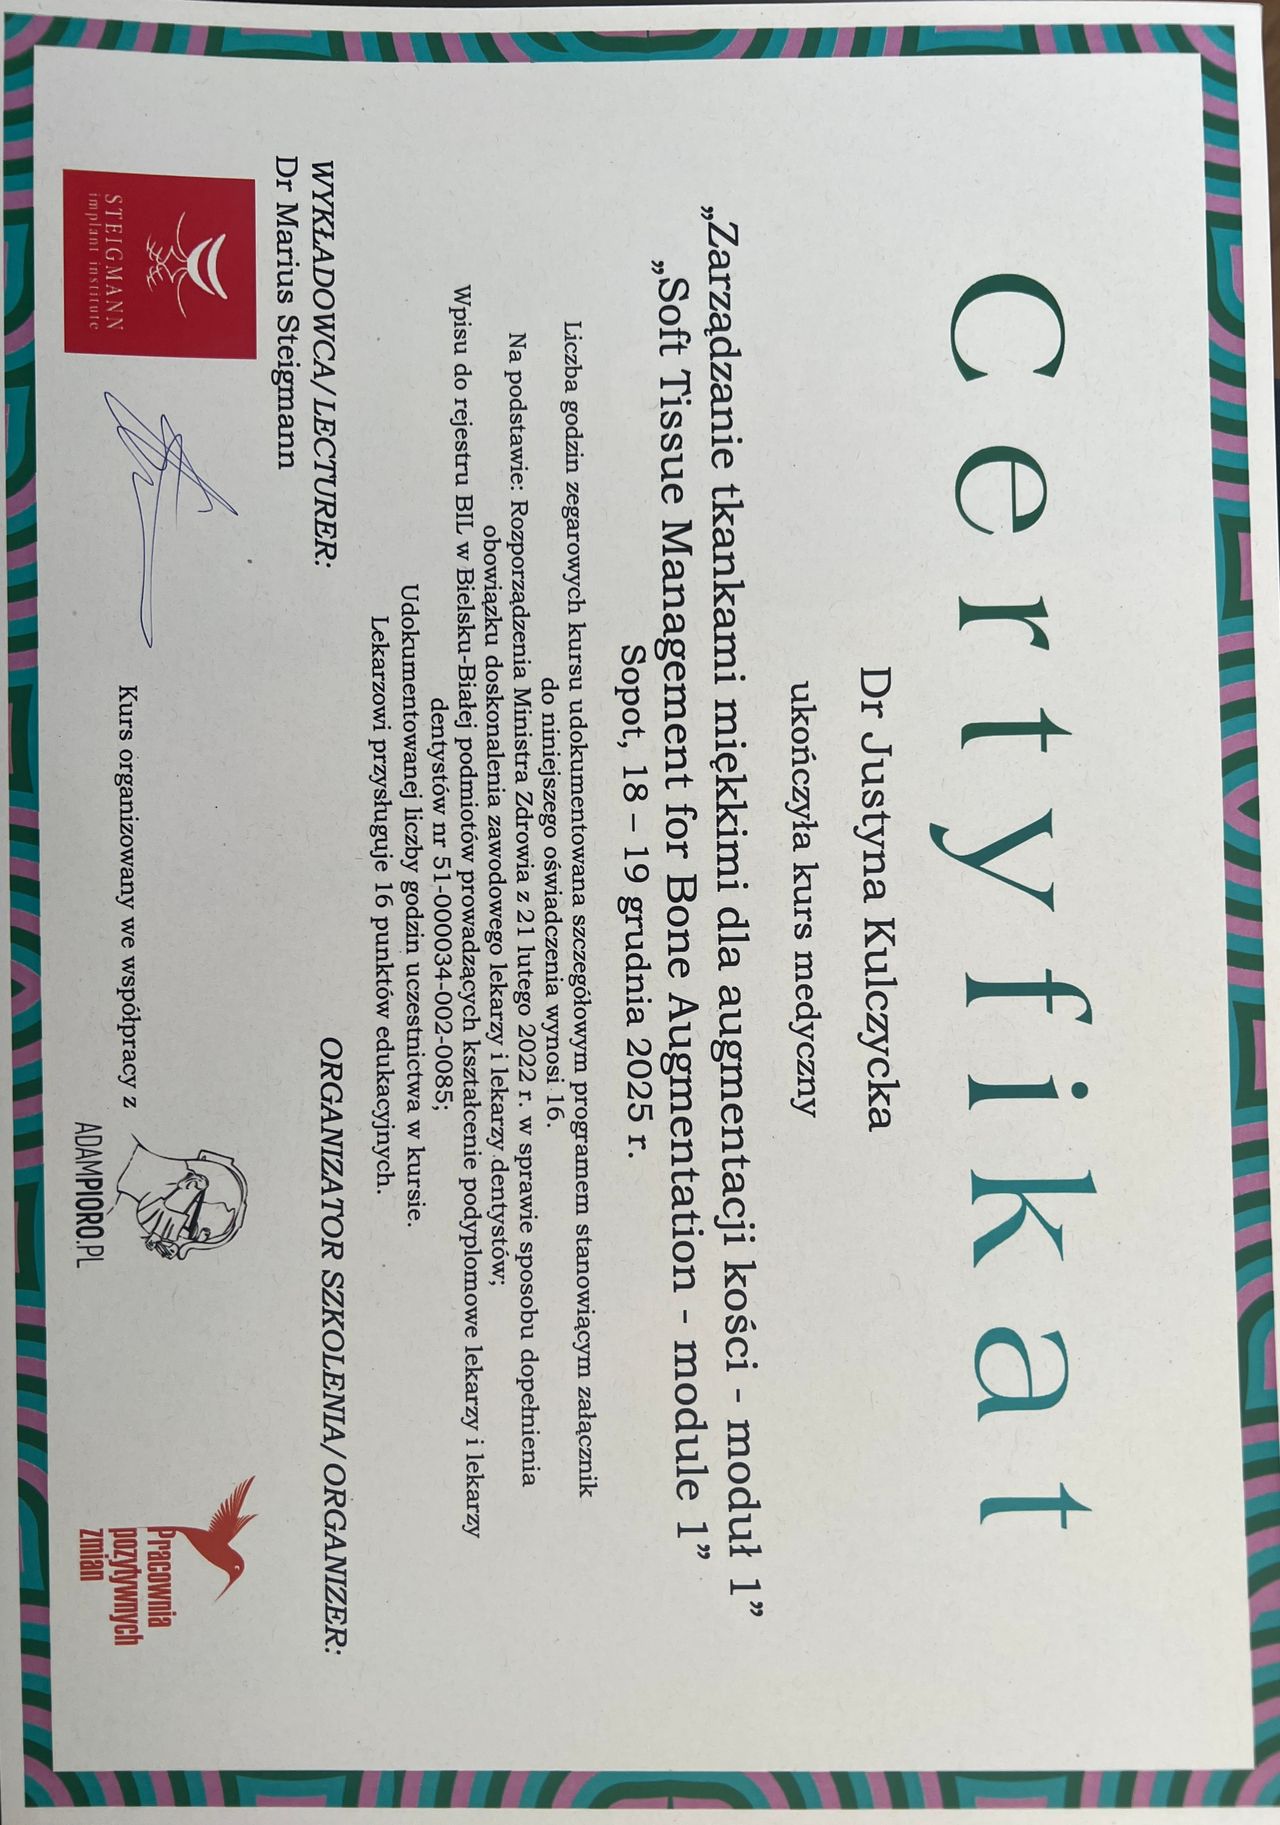 Certyfikat
Dr Justyna Kulczycka
ukończyła kurs medyczny
„Zarządzanie tkankami miękkimi dla augmentacji kości - moduł 1”
„Soft Tissue Management for Bone Augmentation - module 1”
Sopot, 18 – 19 grudnia 2025 r.
Liczba godzin zegarowych kursu udokumentowana szczegółowym programem stanowiącym załącznik
do niniejszego oświadczenia wynosi 16.
Na podstawie: Rozporządzenia Ministra Zdrowia z 21 lutego 2022 r. w sprawie sposobu dopełnienia
obowiązku doskonalenia zawodowego lekarzy i lekarzy dentystów;
Wpisu do rejestru BIL w Bielsku-Białej podmiotów prowadzących kształcenie podyplomowe lekarzy i lekarzy
dentystów nr 51-000034-002-0085;
Udokumentowanej liczby godzin uczestnictwa w kursie.
Lekarzowi przysługuje 16 punktów edukacyjnych.
WYKŁADOWCA/LECTURER:
Dr Marius Steigmann
ORGANIZATOR SZKOLENIA/ORGANIZER:
STEIGMANN
implant institute
Kurs organizowany we współpracy z
ADAMPIORO.PL
Pracownia
pozytywnych
zmian